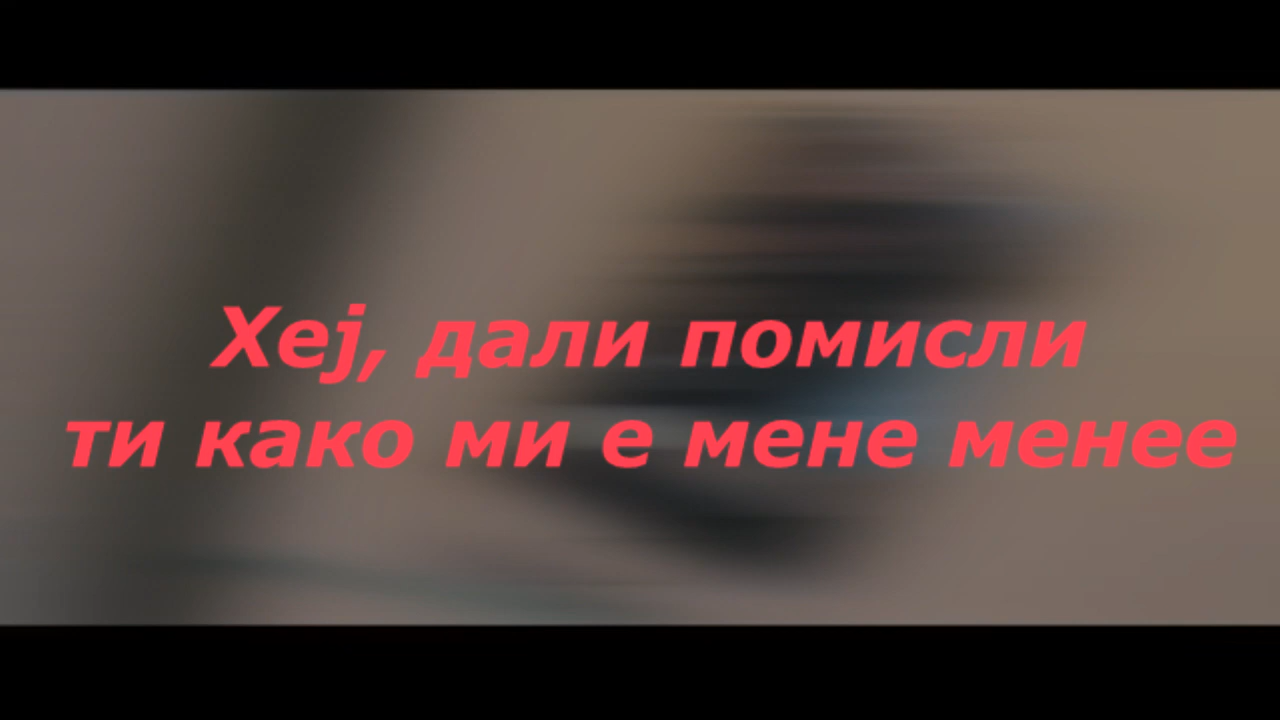 Хеј, дали помисли
ти како ми е мене менее